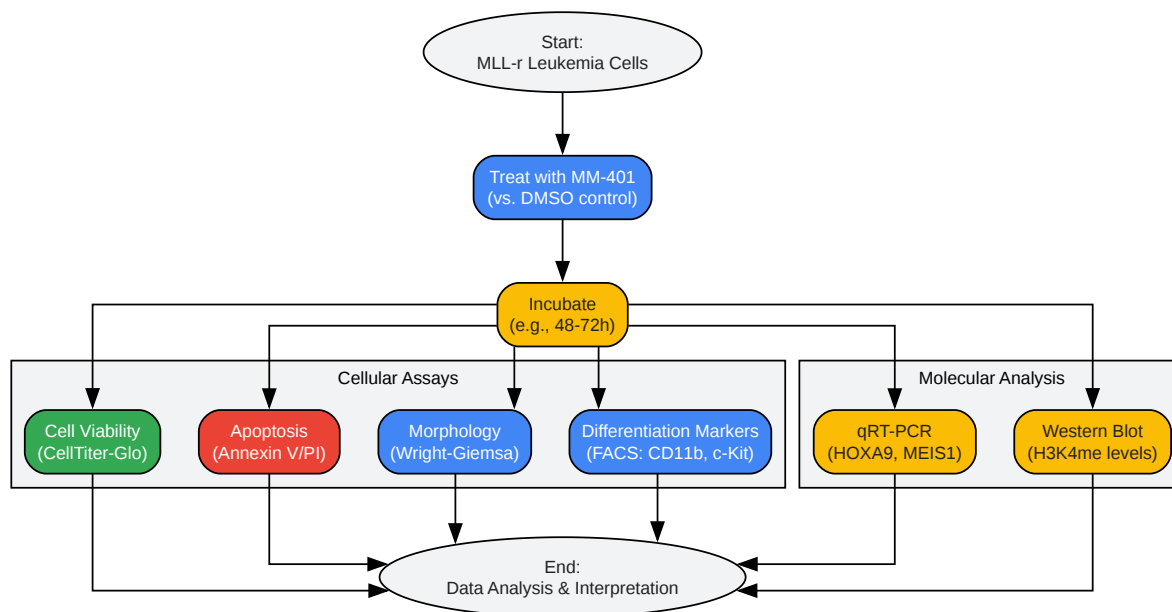 Start:
MLL-r Leukemia Cells
Treat with MM-401
(vs. DMSO control)
Incubate
(e.g., 48-72h)
Cellular Assays
Molecular Analysis
Cell Viability
(CellTiter-Glo)
Apoptosis
(Annexin V/PI)
Morphology
(Wright-Giemsa)
Differentiation Markers
(FACS: CD11b, c-Kit)
qRT-PCR
(HOXA9, MEIS1)
Western Blot
(H3K4me levels)
End:
Data Analysis & Interpretation